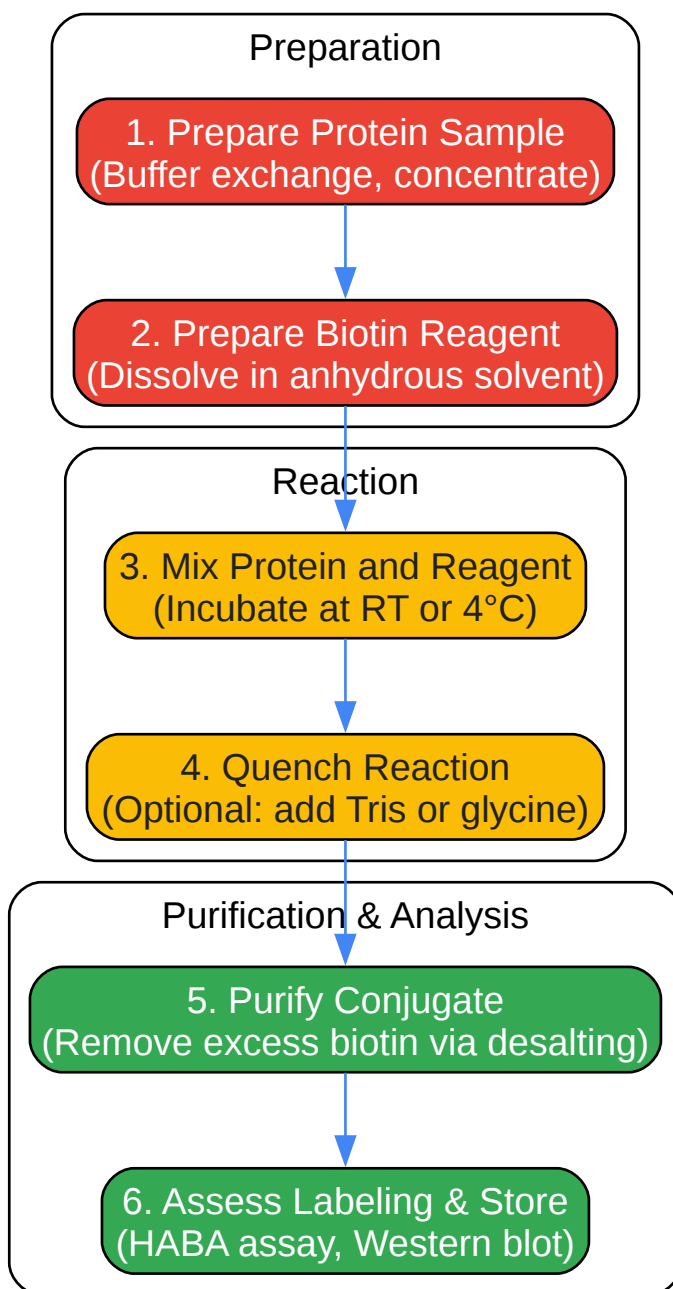 Preparation
1. Prepare Protein Sample
(Buffer exchange, concentrate)
2. Prepare Biotin Reagent
(Dissolve in anhydrous solvent)
Reaction
3. Mix Protein and Reagent
(Incubate at RT or 4°C)
4. Quench Reaction
(Optional: add Tris or glycine)
Purification & Analysis
5. Purify Conjugate
(Remove excess biotin via desalting)
6. Assess Labeling & Store
(HABA assay, Western blot)